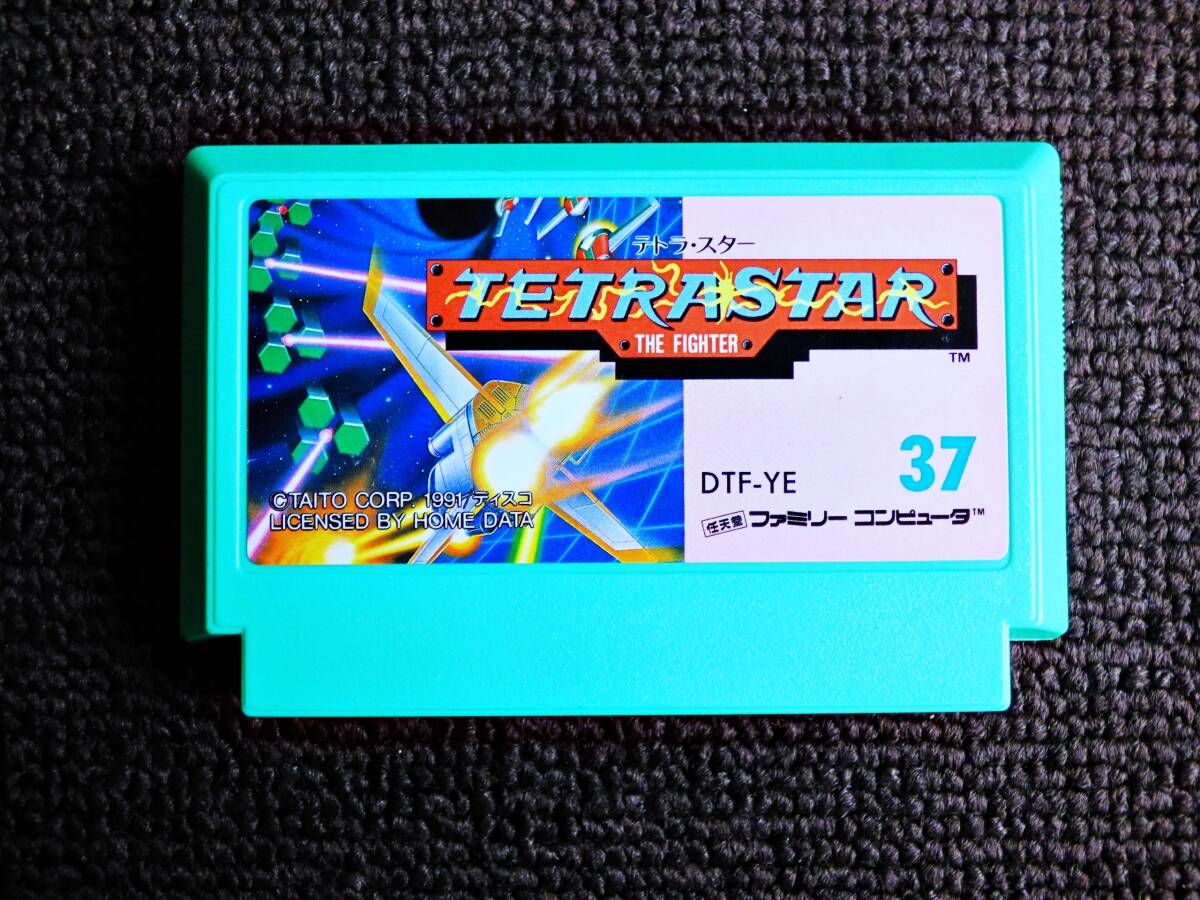 テトラ・スター
TETRASTAR
THE FIGHTER
TM
37
DTF-YE
任天堂 ファミリー コンピュータ™
©TAITO CORP. 1991/ディスコ
LICENSED BY HOME DATA